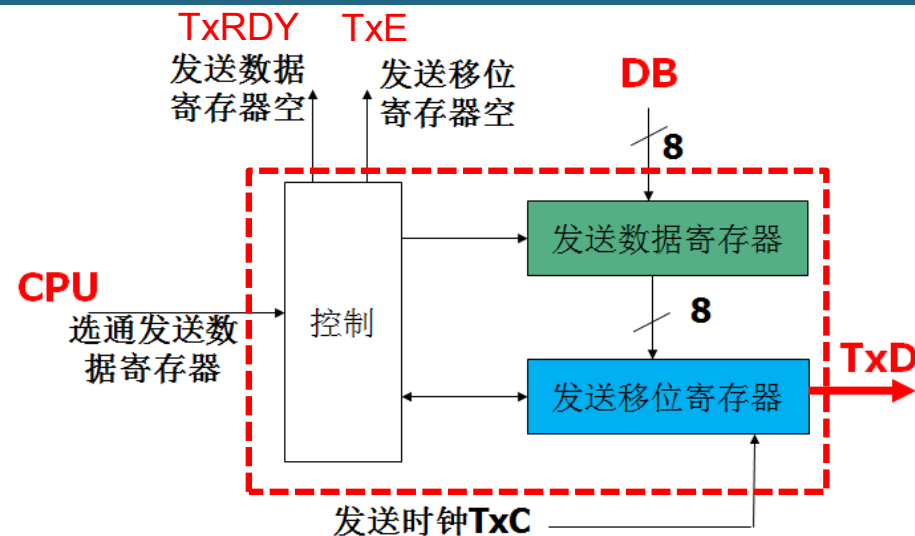 TxRDY
TxE
发送数据
寄存器空
发送移位
寄存器空
DB
8
发送数据寄存器
CPU
选通发送数
据寄存器
控制
8
发送移位寄存器
TxD
发送时钟TxC